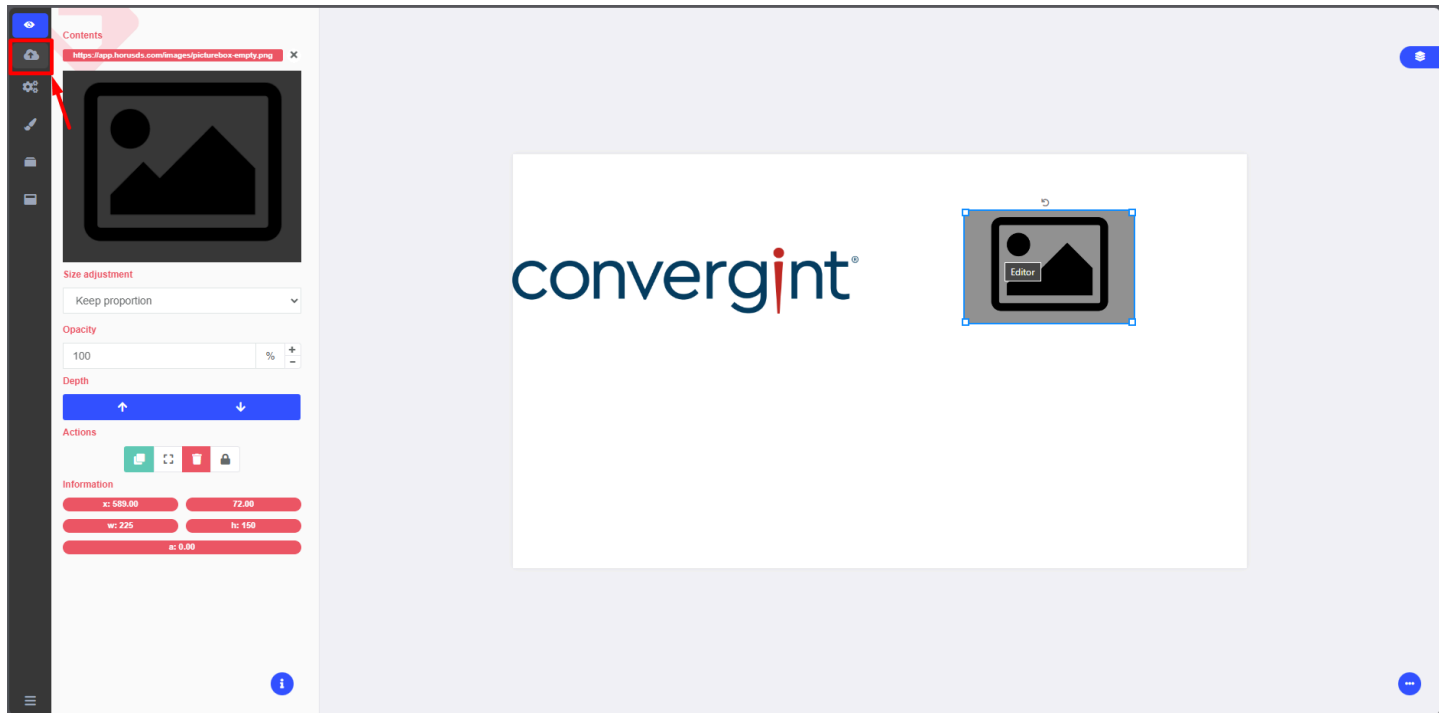 Contents
https://app.horusds.com/images/picturebox-empty.png ×
Size adjustment
Keep proportion
Opacity
100 % + −
Depth
Actions
Information
x: 589.00 72.00
w: 225 h: 150
a: 0.00
convergint®
Editor